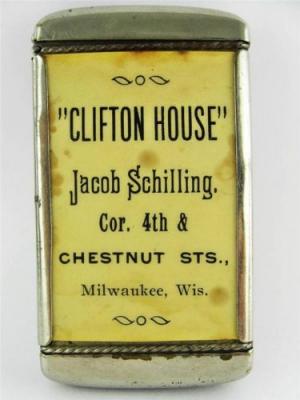 "CLIFTON HOUSE"
Jacob Schilling.
Cor. 4th &
CHESTNUT STS.,
Milwaukee, Wis.